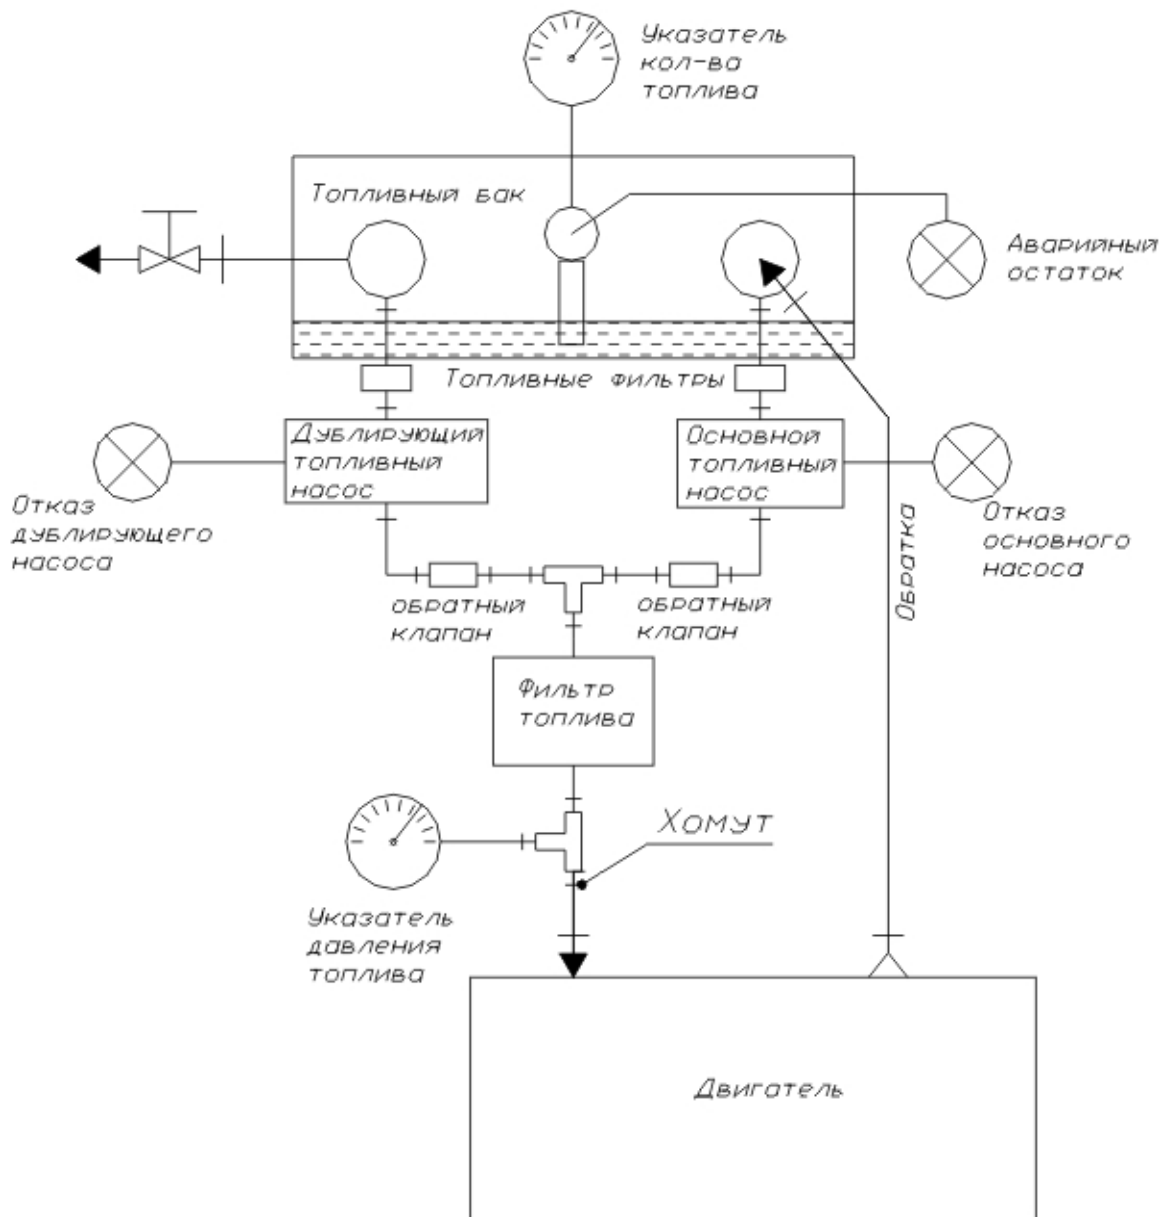 Указатель
кол-ва
топлива
Топливный бак
Аварийный
остаток
Топливные фильтры
Дублирующий
топливный
насос
Основной
топливный
насос
Отказ
дублирующего
насоса
Отказ
основного
насоса
Обратка
обратный
клапан
обратный
клапан
Фильтр
топлива
Хомут
Указатель
давления
топлива
Двигатель